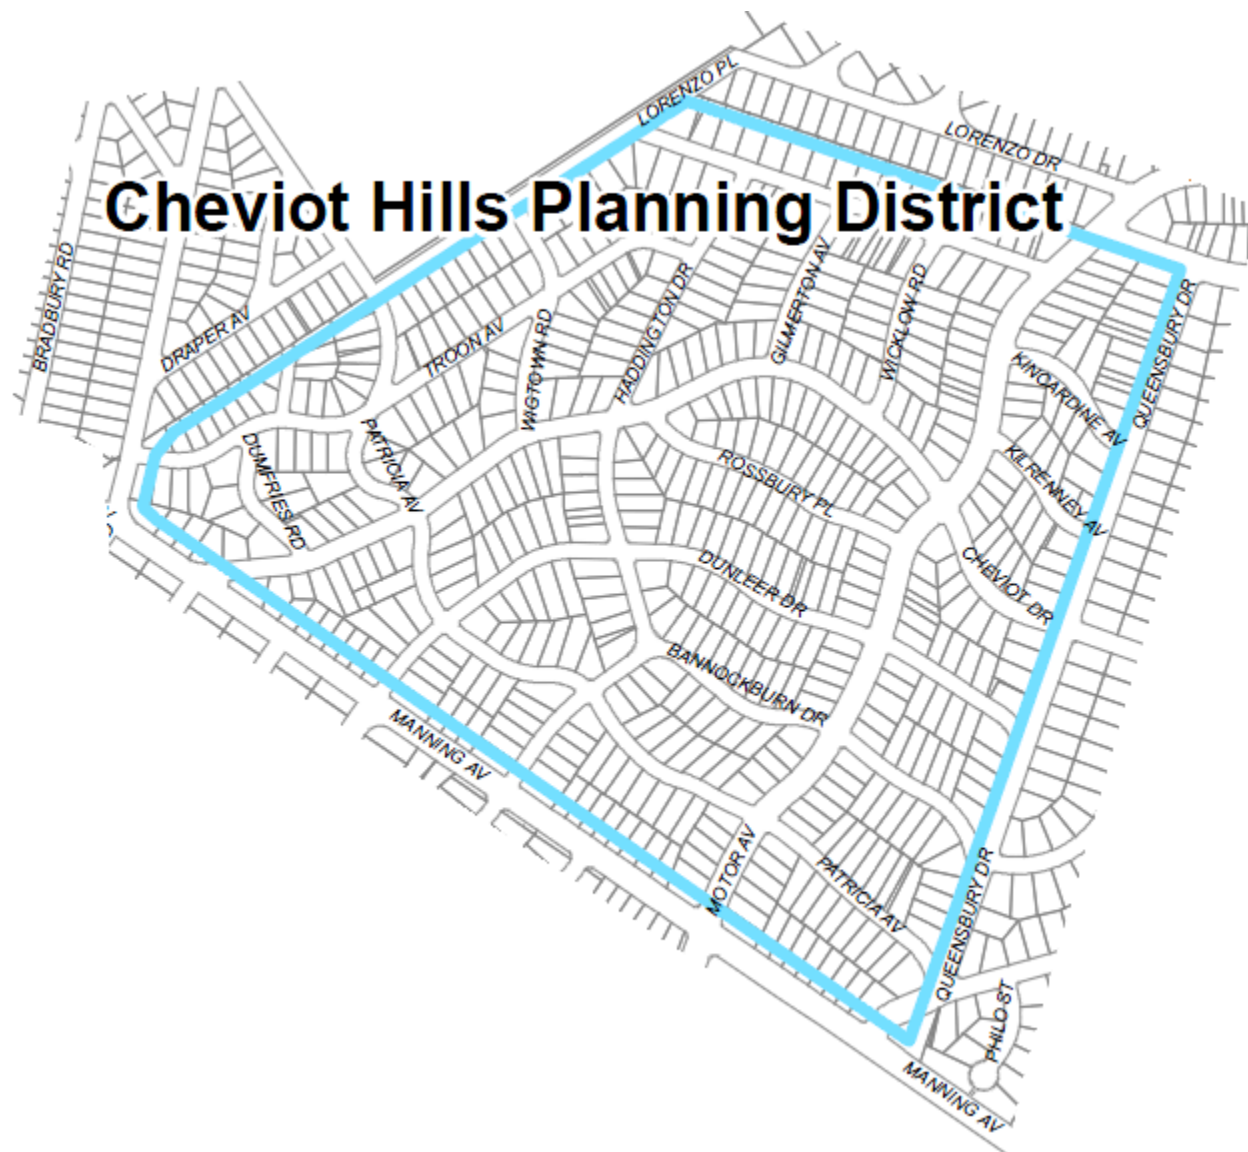 LORENZO PL
LORENZO DR
Cheviot Hills Planning District
BRADBURY RD
DRAPER AV
TROON AV
WIGTOWN RD
HADDINGTON DR
GILMERTON AV
WICKLOW RD
QUEENSBURY DR
KINCARDINE AV
PATRICIA AV
DUMFRIES RD
ROSSBURY PL
KILRENNEY AV
CHEVIOT DR
DUNLEER DR
BANNOCKBURN DR
MANNING AV
MOTOR AV
PATRICIA AV
QUEENSBURY DR
PHILO ST
MANNING AV